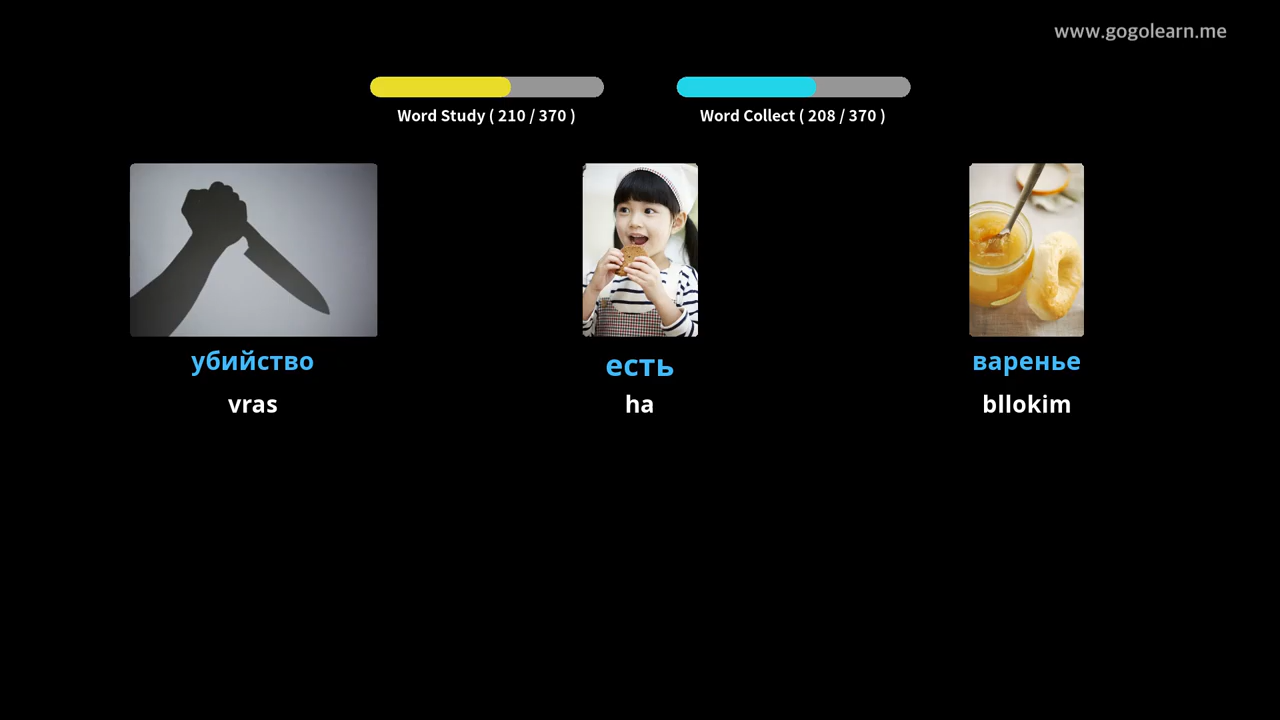 www.gogolearn.me
Word Study ( 210 / 370 )
Word Collect ( 208 / 370 )
убийство
есть
варенье
vras
ha
bllokim